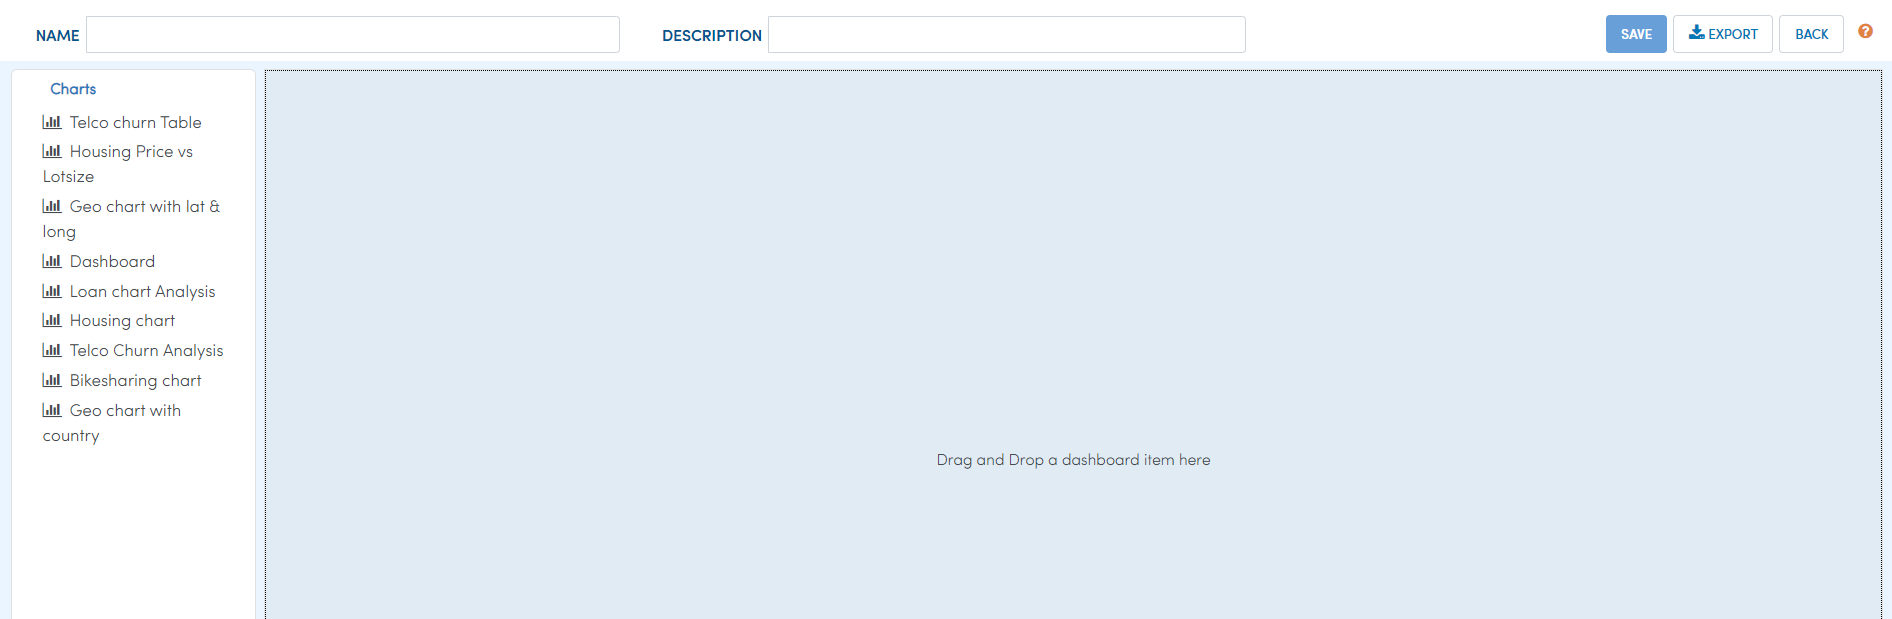 NAME
DESCRIPTION
SAVE
EXPORT
BACK
?
Charts
Telco churn Table
Housing Price vs
Lotsize
Geo chart with lat &
long
Dashboard
Loan chart Analysis
Housing chart
Telco Churn Analysis
Bikesharing chart
Geo chart with
country
Drag and Drop a dashboard item here